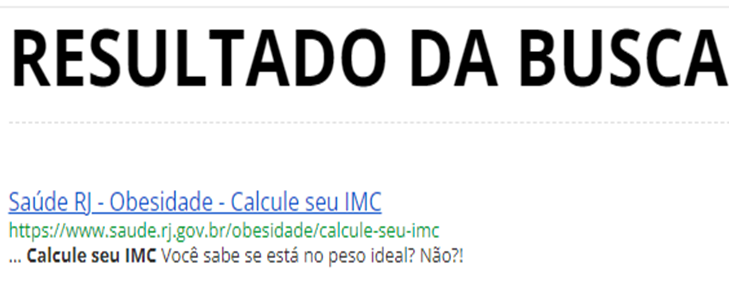 RESULTADO DA BUSCA
Saúde RJ - Obesidade - Calcule seu IMC
https://www.saude.rj.gov.br/obesidade/calcule-seu-imc
... Calcule seu IMC Você sabe se está no peso ideal? Não?!